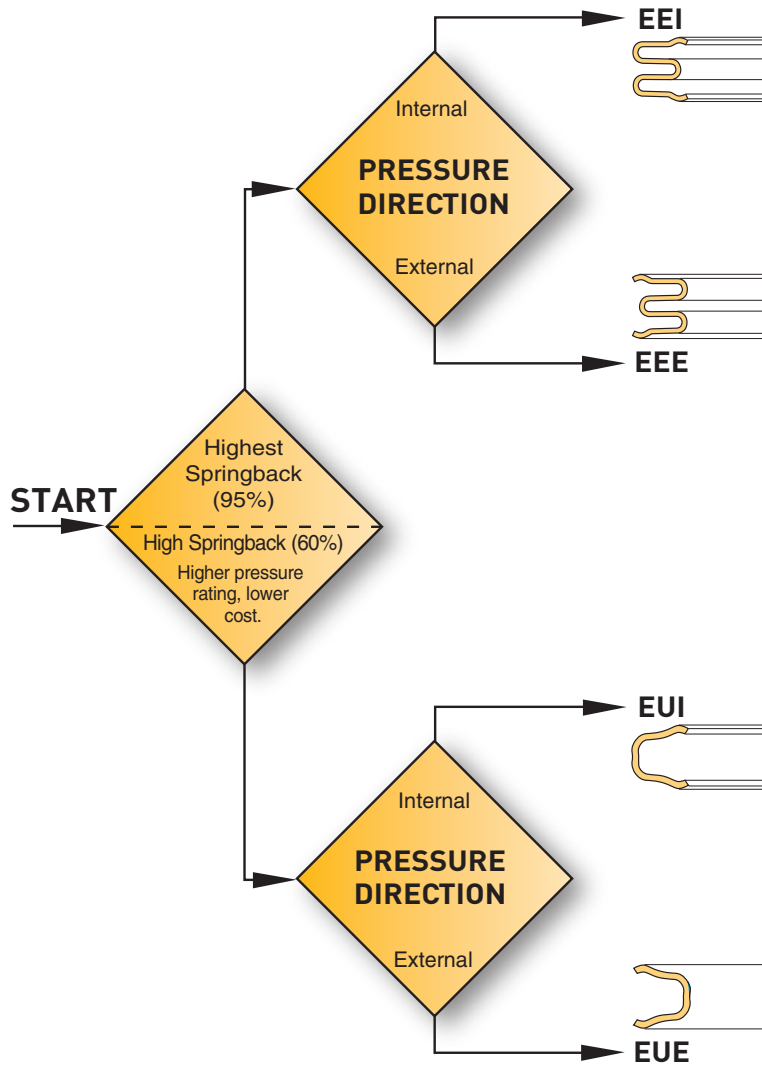 EEI
Internal
PRESSURE
DIRECTION
External
EEE
Highest
Springback
(95%)
START
High Springback (60%)
Higher pressure
rating, lower
cost.
EUI
Internal
PRESSURE
DIRECTION
External
EUE